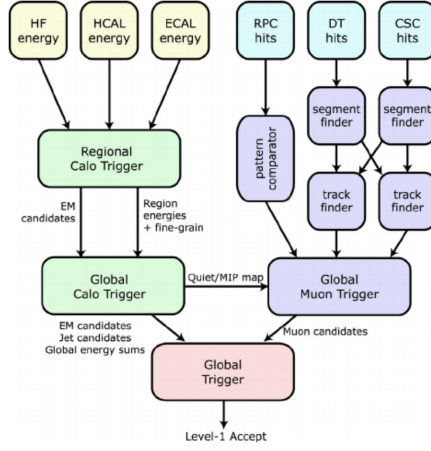 HF
energy
HCAL
energy
ECAL
energy
RPC
hits
DT
hits
CSC
hits
segment
finder
segment
finder
pattern
comparator
Regional
Calo Trigger
track
finder
track
finder
EM
candidates
Region
energies
+ fine-grain
Global
Calo Trigger
Quiet/MIP map
Global
Muon Trigger
EM candidates
Jet candidates
Global energy sums
Muon candidates
Global
Trigger
Level-1 Accept